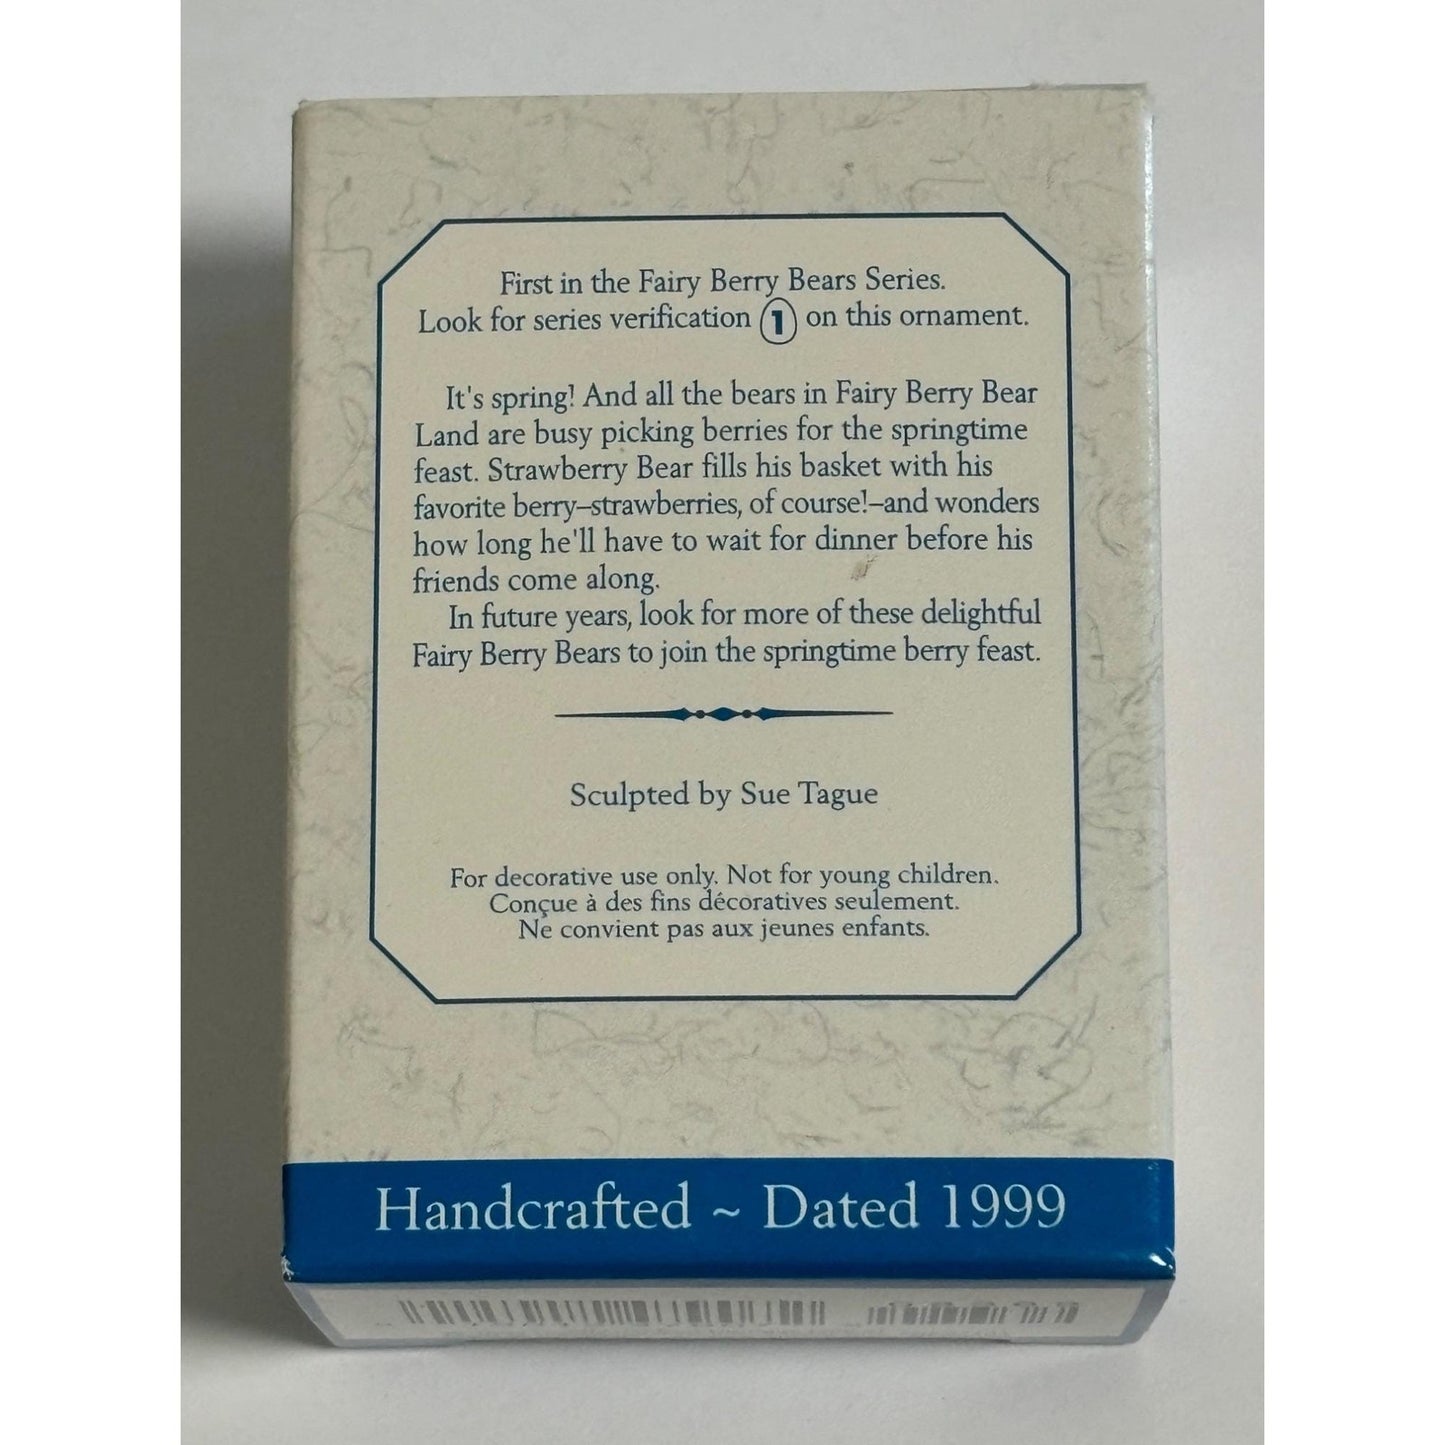 First in the Fairy Berry Bears Series.
Look for series verification 1 on this ornament.
It's spring! And all the bears in Fairy Berry Bear
Land are busy picking berries for the springtime
feast. Strawberry Bear fills his basket with his
favorite berry–strawberries, of course!–and wonders
how long he'll have to wait for dinner before his
friends come along.
In future years, look for more of these delightful
Fairy Berry Bears to join the springtime berry feast.
Sculpted by Sue Tague
For decorative use only. Not for young children.
Conçue à des fins décoratives seulement.
Ne convient pas aux jeunes enfants.
Handcrafted ~ Dated 1999